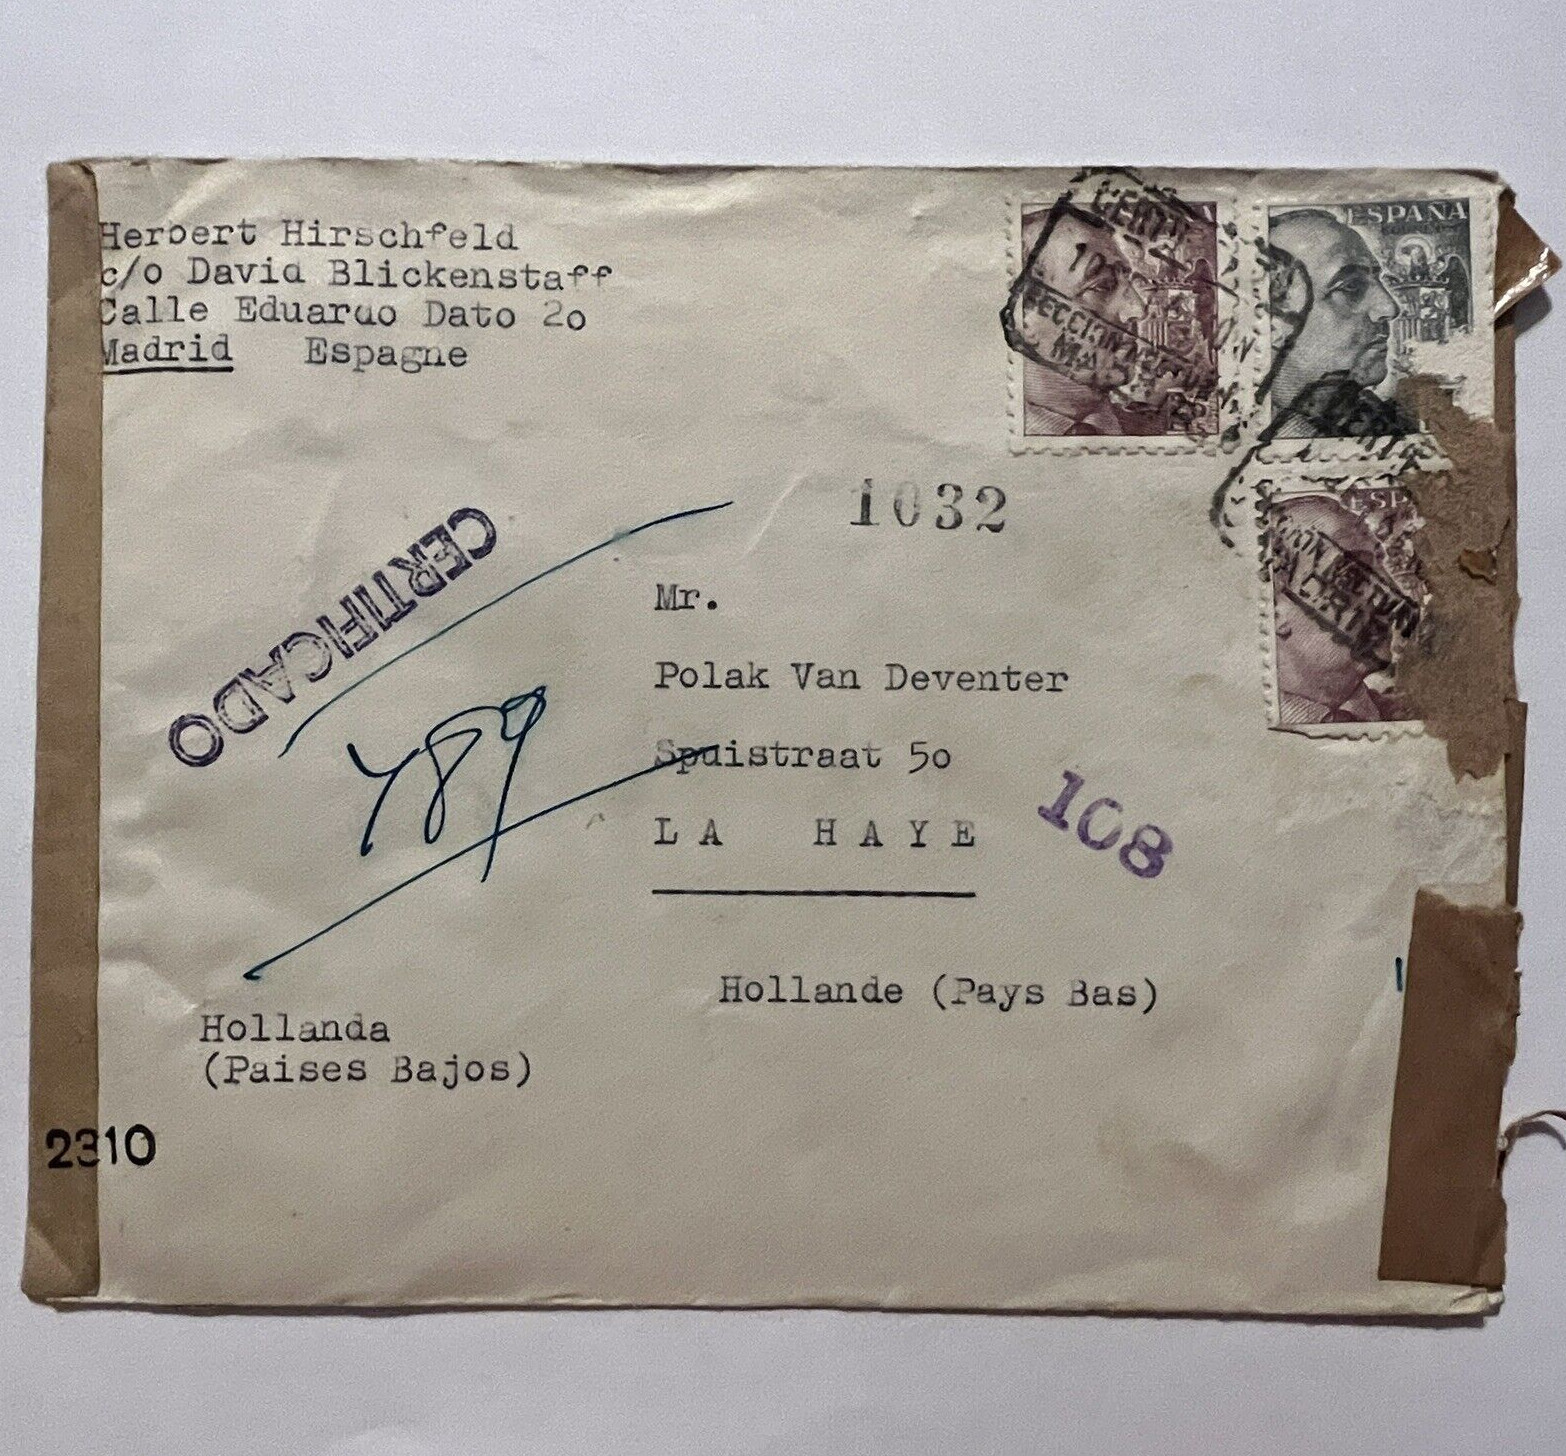 Herbert Hirschfeld
c/o David Blickenstaff
Calle Eduardo Dato 2o
Madrid Espagne
CERTIFICADO
ESPAÑA
1032
Mr.
Polak Van Deventer
Spuistraat 5o
LA HAYE
108
Hollande (Pays Bas)
Hollanda
(Paises Bajos)
789
2310